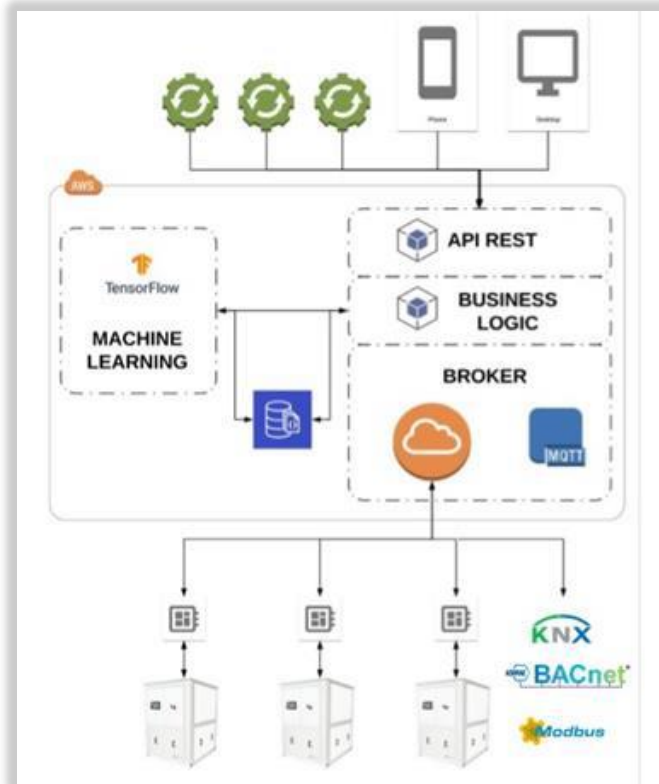 Phone
Desktop
AWS
API REST
TensorFlow
BUSINESS
LOGIC
MACHINE
LEARNING
BROKER
MQTT
KNX
BACnet
Modbus